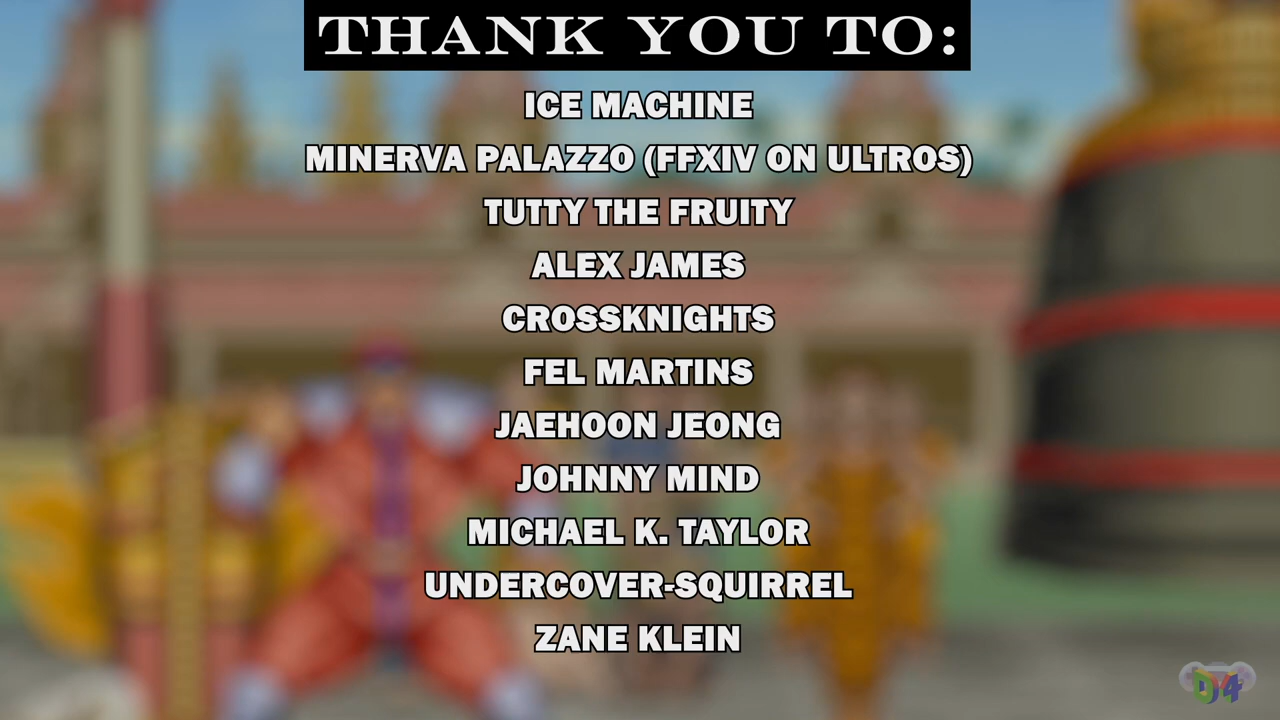 THANK YOU TO:
ICE MACHINE
MINERVA PALAZZO (FFXIV ON ULTROS)
TUTTY THE FRUITY
ALEX JAMES
CROSSKNIGHTS
FEL MARTINS
JAEHOON JEONG
JOHNNY MIND
MICHAEL K. TAYLOR
UNDERCOVER-SQUIRREL
ZANE KLEIN
D4